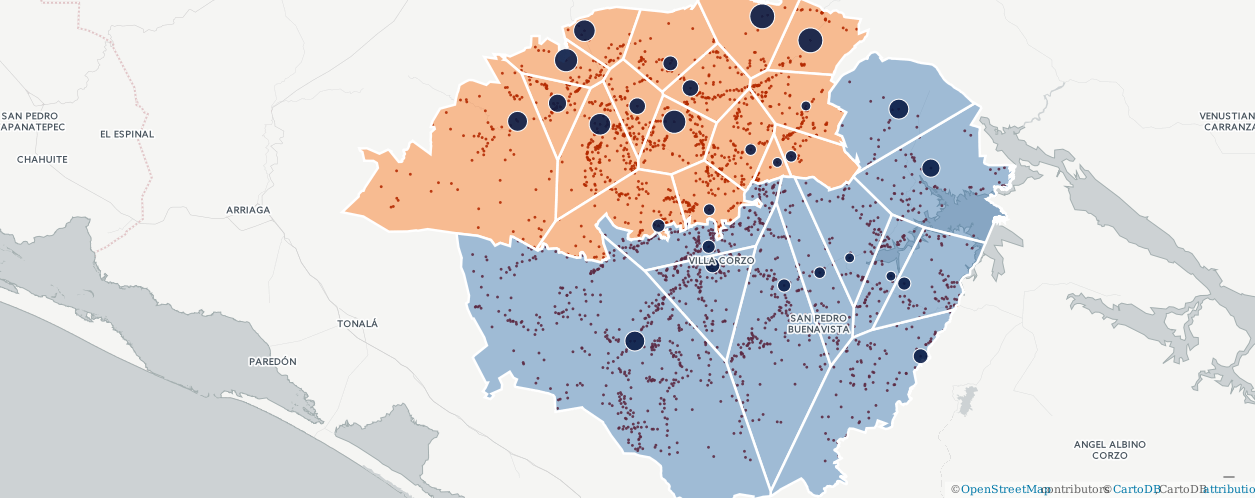 SAN PEDRO
APANATEPEC
EL ESPINAL
CHAHUITE
VENUSTIAN
CARRANZA
ARRIAGA
VILLA CORZO
SAN PEDRO
BUENAVISTA
TONALÁ
PAREDÓN
ANGEL ALBINO
CORZO
© OpenStreetMap contributors © CartoDB CartoDB attribution